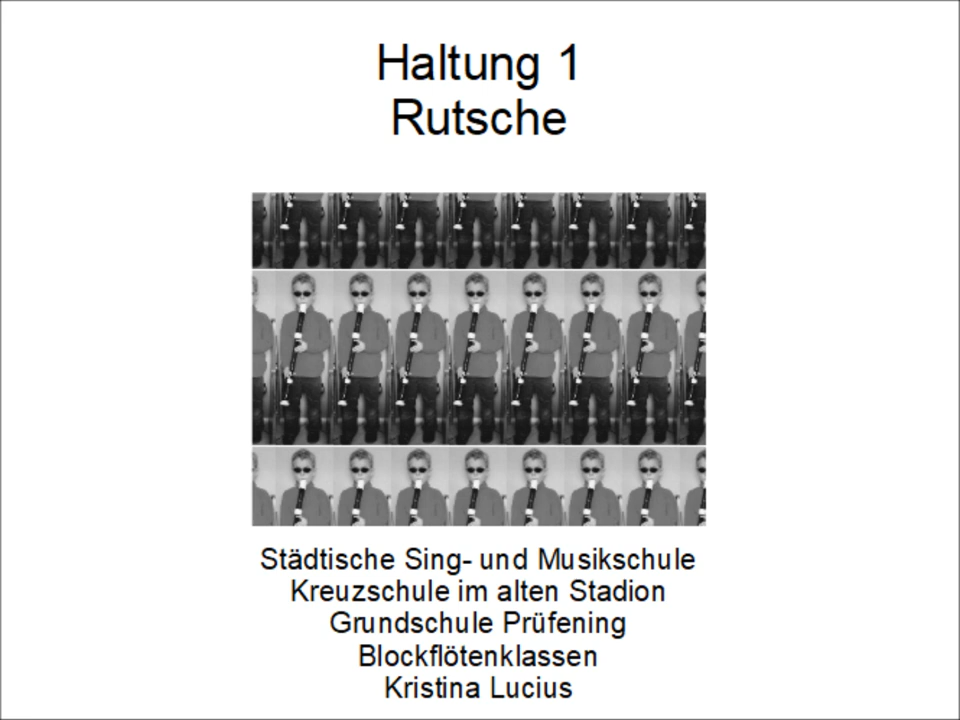 Haltung 1
Rutsche
Städtische Sing- und Musikschule
Kreuzschule im alten Stadion
Grundschule Prüfening
Blockflötenklassen
Kristina Lucius